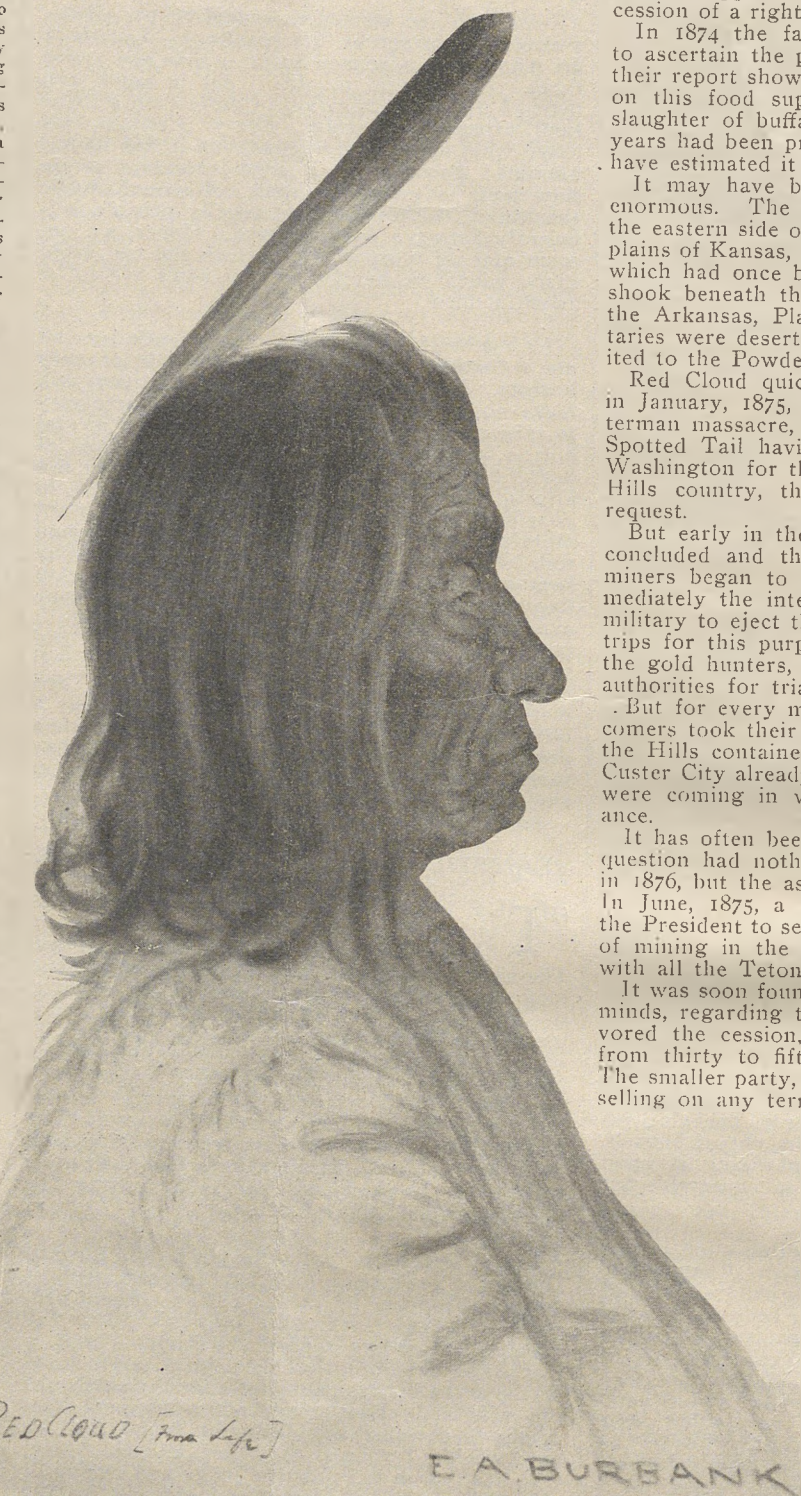 cession of a right
In 1874 the fa
to ascertain the p
their report show
on this food sup
slaughter of buffa
years had been pr
have estimated it
It may have b
enormous. The
the eastern side o
plains of Kansas,
which had once b
shook beneath th
the Arkansas, Pla
taries were desert
ited to the Powde
Red Cloud quic
in January, 1875,
terman massacre,
Spotted Tail havi
Washington for th
Hills country, th
request.
But early in the
concluded and th
miners began to
mediately the inte
military to eject t
trips for this purp
the gold hunters,
authorities for tria
But for every m
comers took their
the Hills containe
Custer City alread
were coming in v
ance.
It has often bee
question had noth
in 1876, but the as
In June, 1875, a
the President to se
of mining in the
with all the Teton
It was soon foun
minds, regarding t
vored the cession,
from thirty to fift
The smaller party,
selling on any terr
RED CLOUD [From Life]
E.A. BURBANK